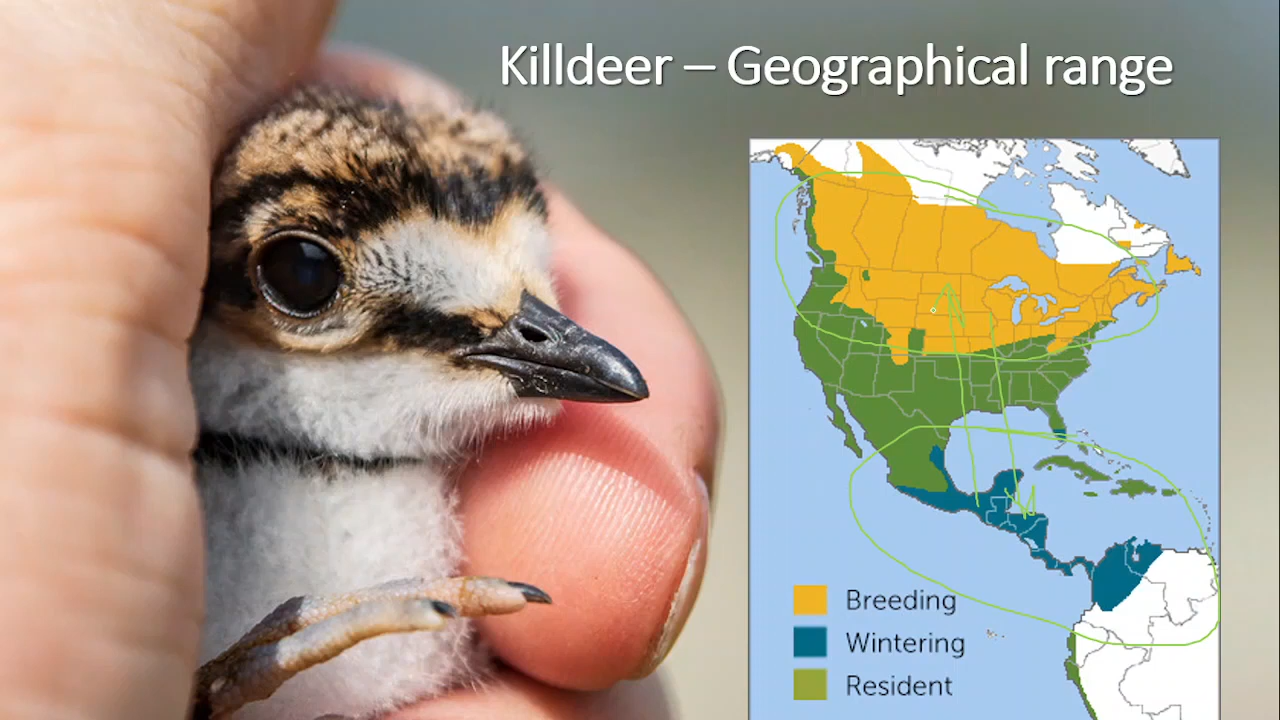 Killdeer – Geographical range
Breeding
Wintering
Resident